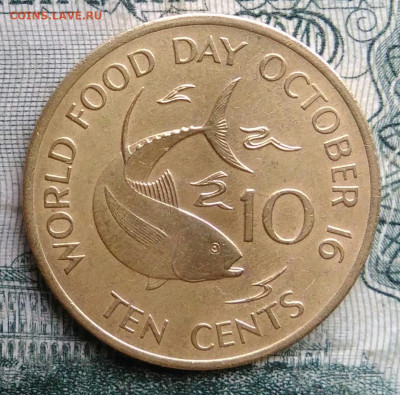 COINS.LAVE.RU
WORLD FOOD DAY OCTOBER 16
10
TEN CENTS